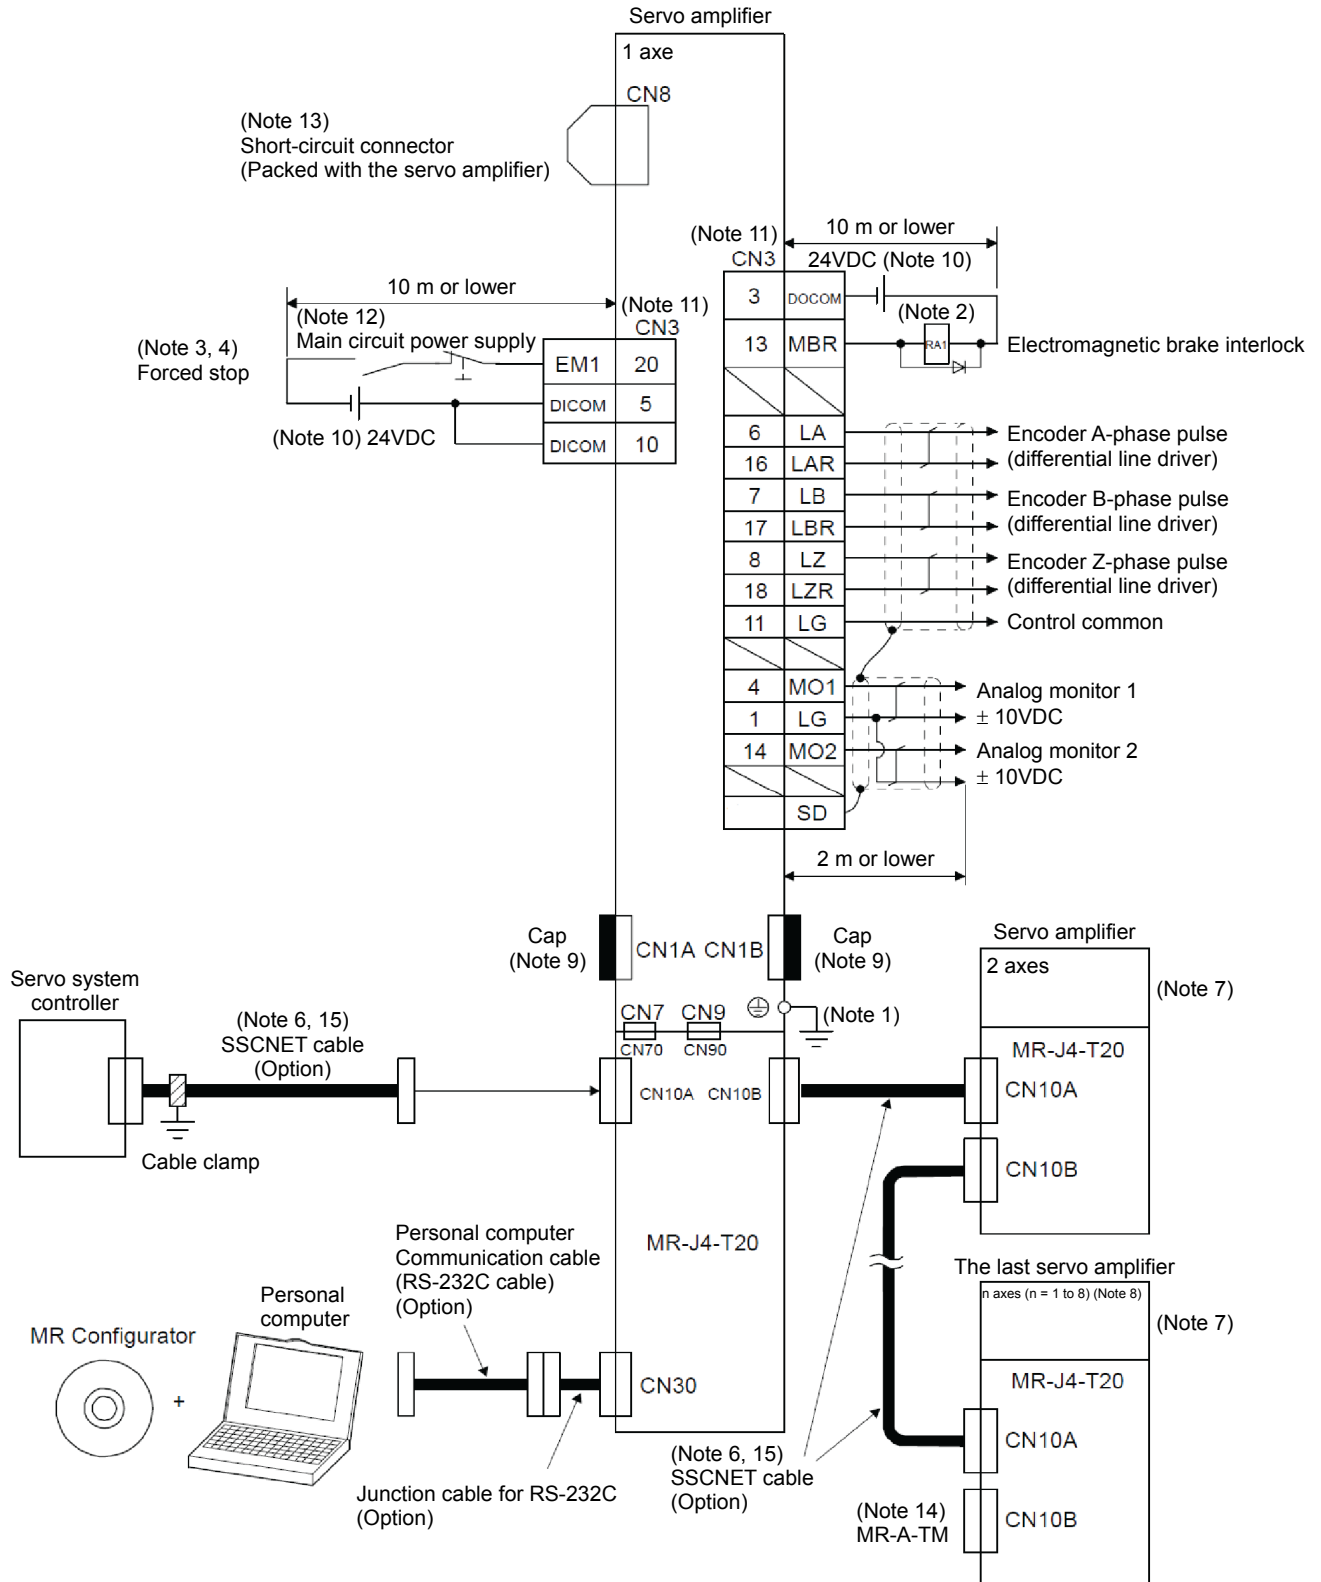 Servo amplifier
1 axe
CN8
(Note 13)
Short-circuit connector
(Packed with the servo amplifier)
(Note 11)
10 m or lower
CN3
24VDC (Note 10)
3
DOCOM
(Note 2)
13
MBR
RA1
Electromagnetic brake interlock
10 m or lower
(Note 11)
CN3
(Note 12)
Main circuit power supply
(Note 3, 4)
Forced stop
EM1
20
DICOM
5
(Note 10) 24VDC
DICOM
10
6
LA
Encoder A-phase pulse
16
LAR
(differential line driver)
7
LB
Encoder B-phase pulse
17
LBR
(differential line driver)
8
LZ
Encoder Z-phase pulse
18
LZR
(differential line driver)
11
LG
Control common
4
MO1
Analog monitor 1
1
LG
± 10VDC
14
MO2
Analog monitor 2
± 10VDC
SD
2 m or lower
Cap
(Note 9)
CN1A
CN1B
Cap
(Note 9)
Servo amplifier
2 axes
(Note 7)
Servo system
controller
(Note 6, 15)
SSCNET cable
(Option)
CN7
CN9
(Note 1)
CN70
CN90
CN10A
CN10B
MR-J4-T20
CN10A
Cable clamp
CN10B
MR-J4-T20
Personal computer
Communication cable
(RS-232C cable)
(Option)
The last servo amplifier
n axes (n = 1 to 8) (Note 8)
(Note 7)
MR-J4-T20
MR Configurator
+
Personal
computer
CN30
CN10A
(Note 6, 15)
SSCNET cable
(Option)
Junction cable for RS-232C
(Option)
(Note 14)
MR-A-TM
CN10B